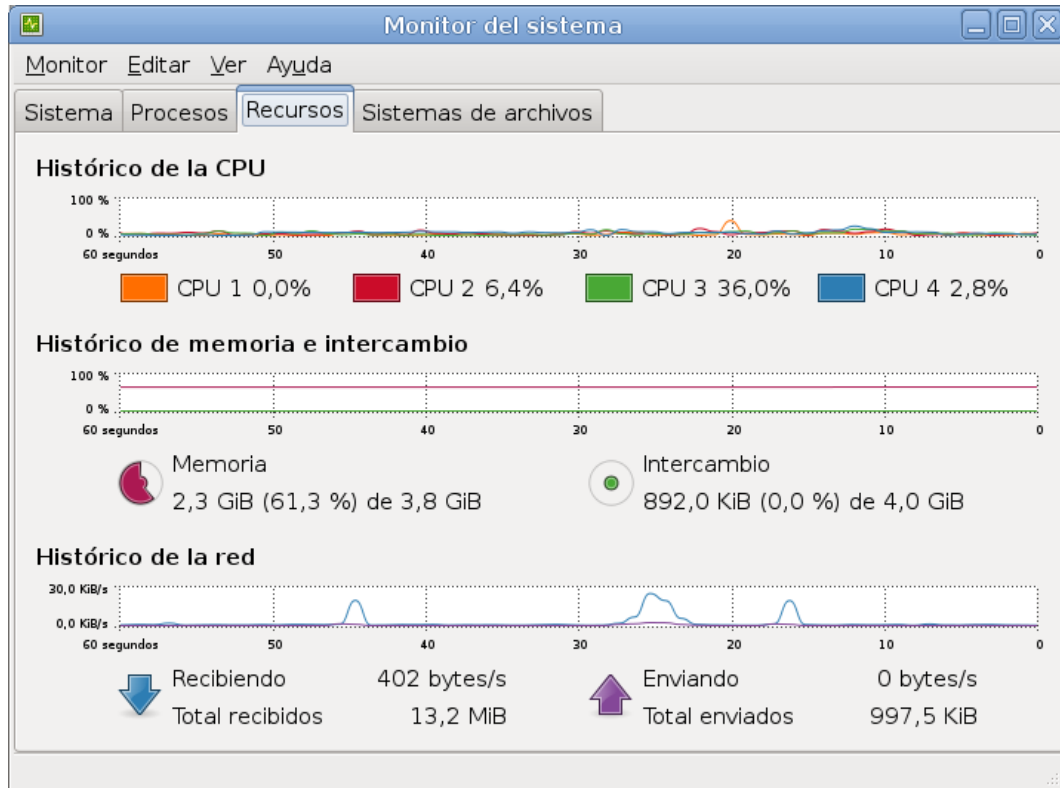 Monitor del sistema
Monitor Editar Ver Ayuda
Sistema Procesos Recursos Sistemas de archivos
Histórico de la CPU
100 %
0 %
60 segundos 50 40 30 20 10 0
CPU 1 0,0% CPU 2 6,4% CPU 3 36,0% CPU 4 2,8%
Histórico de memoria e intercambio
100 %
0 %
60 segundos 50 40 30 20 10 0
Memoria Intercambio
2,3 GiB (61,3 %) de 3,8 GiB 892,0 KiB (0,0 %) de 4,0 GiB
Histórico de la red
30,0 KiB/s
0,0 KiB/s
60 segundos 50 40 30 20 10 0
Recibiendo 402 bytes/s Enviando 0 bytes/s
Total recibidos 13,2 MiB Total enviados 997,5 KiB